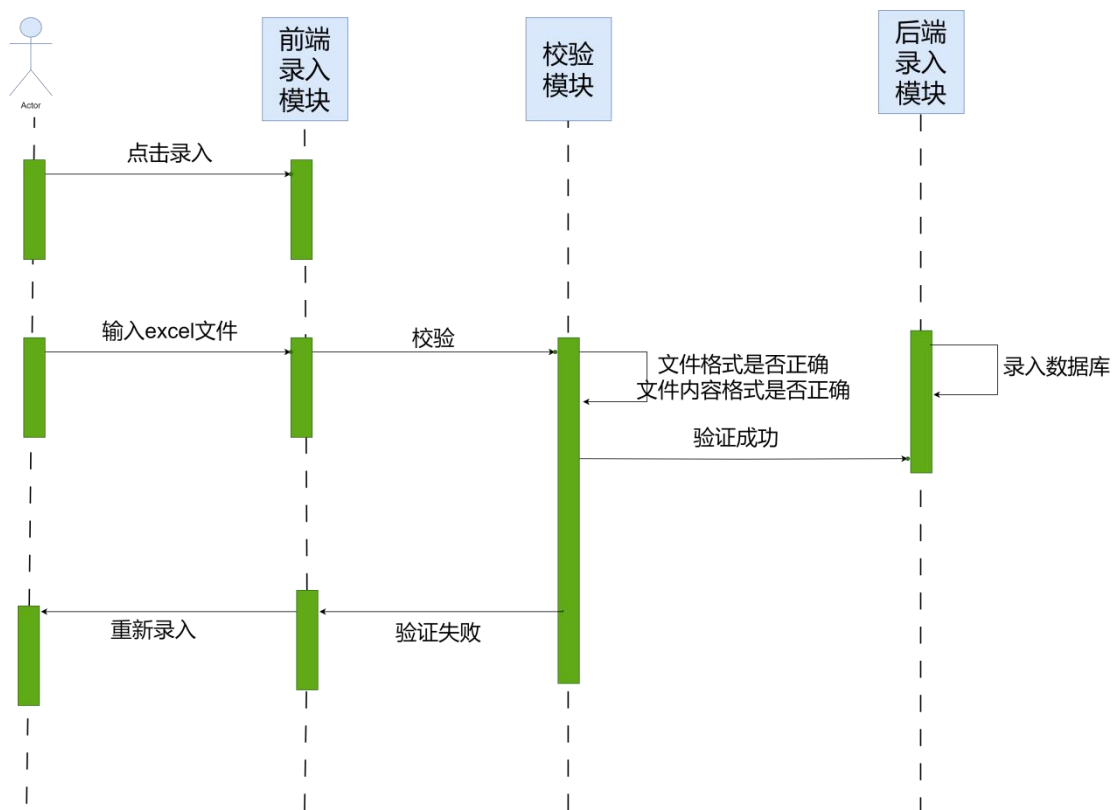 Actor
前端
录入
模块
校验
模块
后端
录入
模块
点击录入
输入excel文件
校验
文件格式是否正确
文件内容格式是否正确
录入数据库
验证成功
重新录入
验证失败